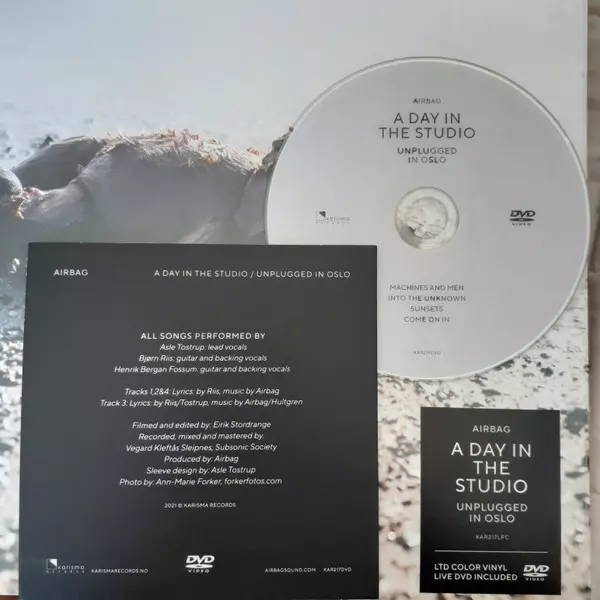 AIRBAG
A DAY IN
THE STUDIO
UNPLUGGED
IN OSLO
karisma
RECORDS
DVD
VIDEO
MACHINES AND MEN
INTO THE UNKNOWN
SUNSETS
COME ON IN
KAR217DVD
AIRBAG
A DAY IN THE STUDIO / UNPLUGGED IN OSLO
ALL SONGS PERFORMED BY
Asle Tostrup: lead vocals
Bjørn Riis: guitar and backing vocals
Henrik Bergan Fossum: guitar and backing vocals
Tracks 1,2&4: Lyrics: by Riis, music by Airbag
Track 3: Lyrics: by Riis/Tostrup, music by Airbag/Hultgren
Filmed and edited by: Eirik Stordrange
Recorded, mixed and mastered by:
Vegard Kleftås Sleipnes, Subsonic Society
Produced by: Airbag
Sleeve design by: Asle Tostrup
Photo by: Ann-Marie Forker, forkerfotos.com
2021 © KARISMA RECORDS
karisma
RECORDS
KARISMARECORDS.NO
DVD
VIDEO
AIRBAGSOUND.COM
KAR217DVD
AIRBAG
A DAY IN
THE
STUDIO
UNPLUGGED
IN OSLO
KAR217LPC
LTD COLOR VINYL
LIVE DVD INCLUDED
DVD
VIDEO